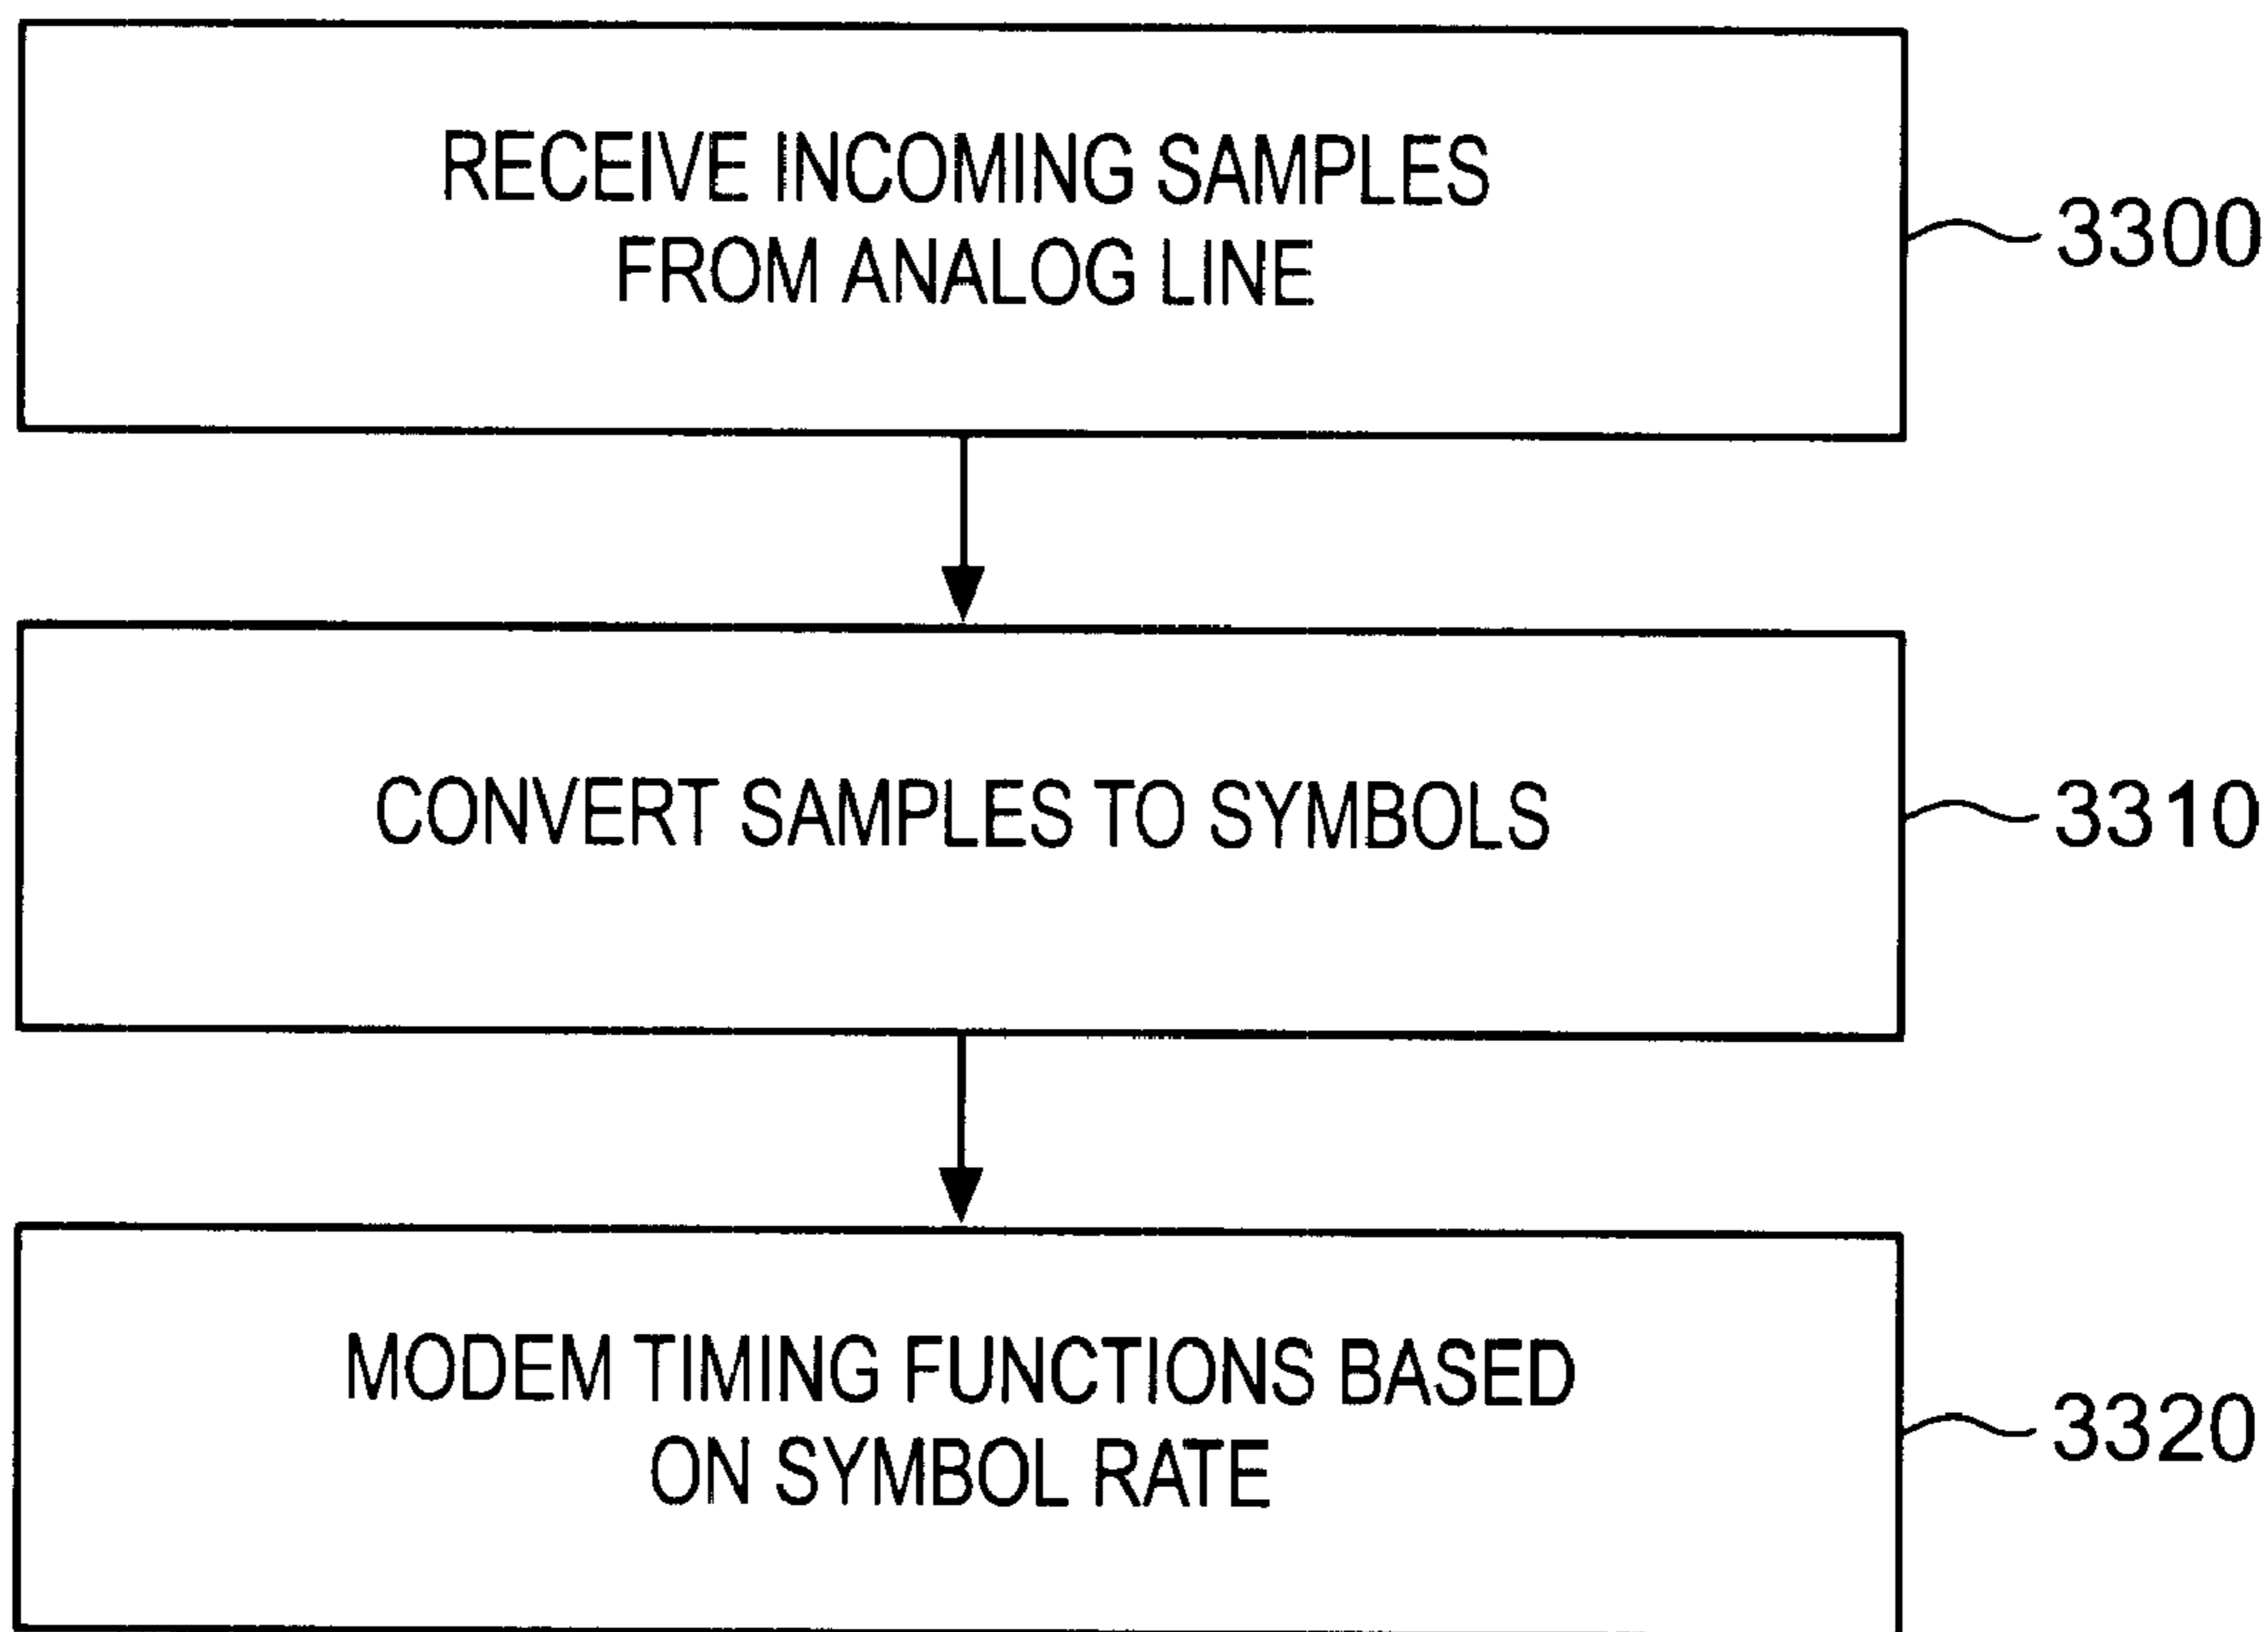 RECEIVE INCOMING SAMPLES
FROM ANALOG LINE
3300
CONVERT SAMPLES TO SYMBOLS
3310
MODEM TIMING FUNCTIONS BASED
ON SYMBOL RATE
3320